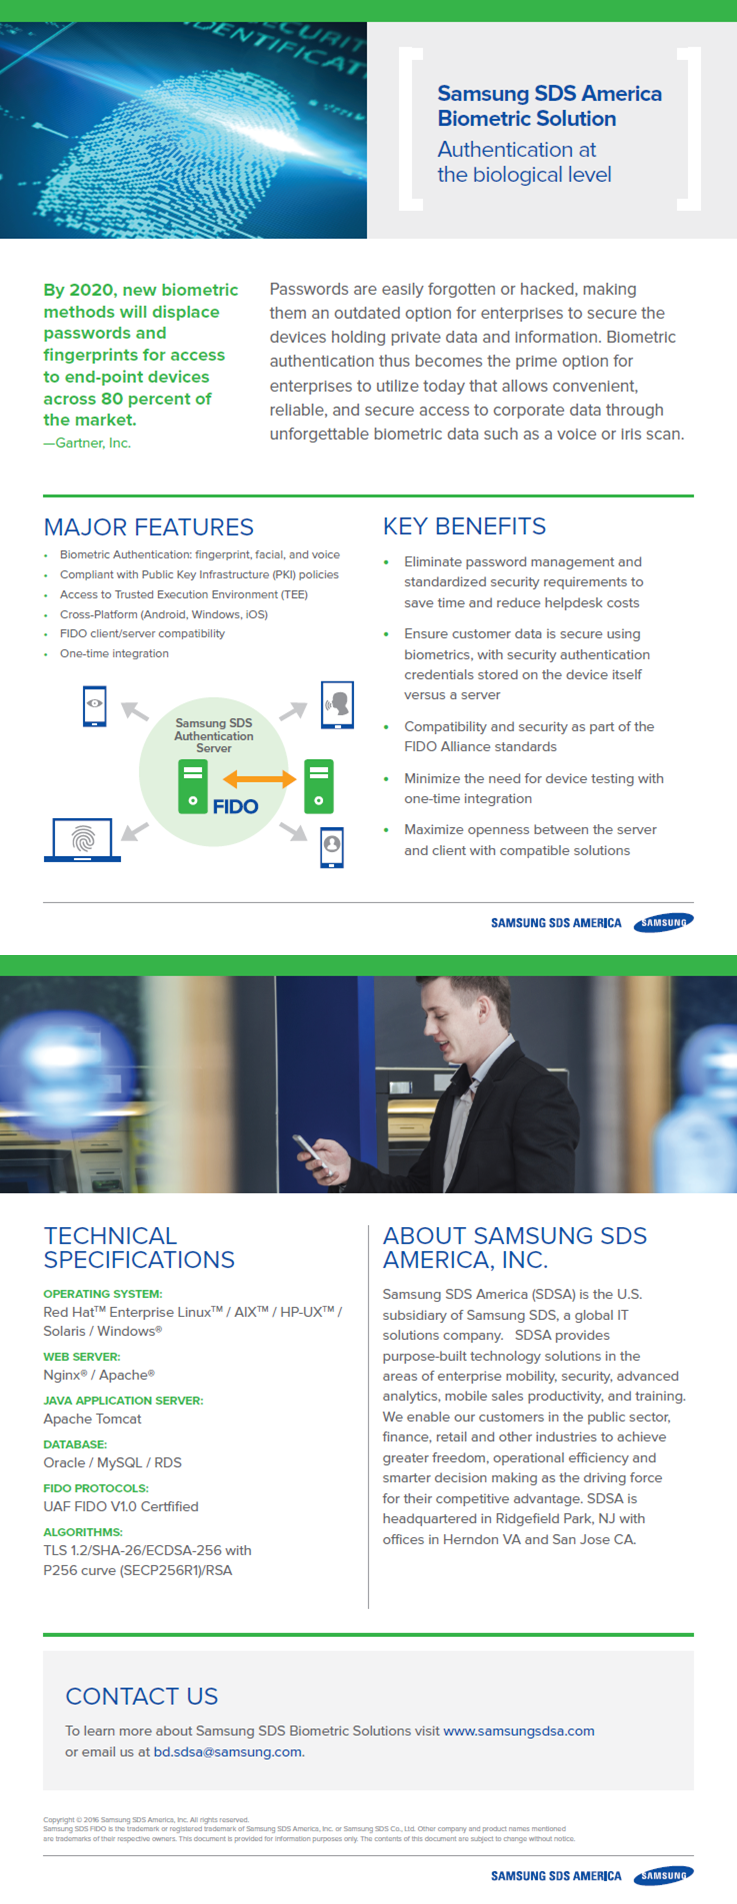 SECURIT
IDENTIFICAT
Samsung SDS America
Biometric Solution
Authentication at
the biological level
By 2020, new biometric
methods will displace
passwords and
fingerprints for access
to end-point devices
across 80 percent of
the market.
—Gartner, Inc.
Passwords are easily forgotten or hacked, making
them an outdated option for enterprises to secure the
devices holding private data and information. Biometric
authentication thus becomes the prime option for
enterprises to utilize today that allows convenient,
reliable, and secure access to corporate data through
unforgettable biometric data such as a voice or iris scan.
MAJOR FEATURES
• Biometric Authentication: fingerprint, facial, and voice
• Compliant with Public Key Infrastructure (PKI) policies
• Access to Trusted Execution Environment (TEE)
• Cross-Platform (Android, Windows, iOS)
• FIDO client/server compatibility
• One-time integration
Samsung SDS
Authentication
Server
FIDO
KEY BENEFITS
• Eliminate password management and
standardized security requirements to
save time and reduce helpdesk costs
• Ensure customer data is secure using
biometrics, with security authentication
credentials stored on the device itself
versus a server
• Compatibility and security as part of the
FIDO Alliance standards
• Minimize the need for device testing with
one-time integration
• Maximize openness between the server
and client with compatible solutions
SAMSUNG SDS AMERICA SAMSUNG
TECHNICAL
SPECIFICATIONS
OPERATING SYSTEM:
Red Hat™ Enterprise Linux™ / AIX™ / HP-UX™ /
Solaris / Windows®
WEB SERVER:
Nginx® / Apache®
JAVA APPLICATION SERVER:
Apache Tomcat
DATABASE:
Oracle / MySQL / RDS
FIDO PROTOCOLS:
UAF FIDO V1.0 Certfified
ALGORITHMS:
TLS 1.2/SHA-26/ECDSA-256 with
P256 curve (SECP256R1)/RSA
ABOUT SAMSUNG SDS
AMERICA, INC.
Samsung SDS America (SDSA) is the U.S.
subsidiary of Samsung SDS, a global IT
solutions company. SDSA provides
purpose-built technology solutions in the
areas of enterprise mobility, security, advanced
analytics, mobile sales productivity, and training.
We enable our customers in the public sector,
finance, retail and other industries to achieve
greater freedom, operational efficiency and
smarter decision making as the driving force
for their competitive advantage. SDSA is
headquartered in Ridgefield Park, NJ with
offices in Herndon VA and San Jose CA.
CONTACT US
To learn more about Samsung SDS Biometric Solutions visit www.samsungsdsa.com
or email us at bd.sdsa@samsung.com.
Copyright © 2016 Samsung SDS America, Inc. All rights reserved.
Samsung SDS FIDO is the trademark or registered trademark of Samsung SDS America, Inc. or Samsung SDS Co., Ltd. Other company and product names mentioned
are trademarks of their respective owners. This document is provided for information purposes only. The contents of this document are subject to change without notice.
SAMSUNG SDS AMERICA SAMSUNG